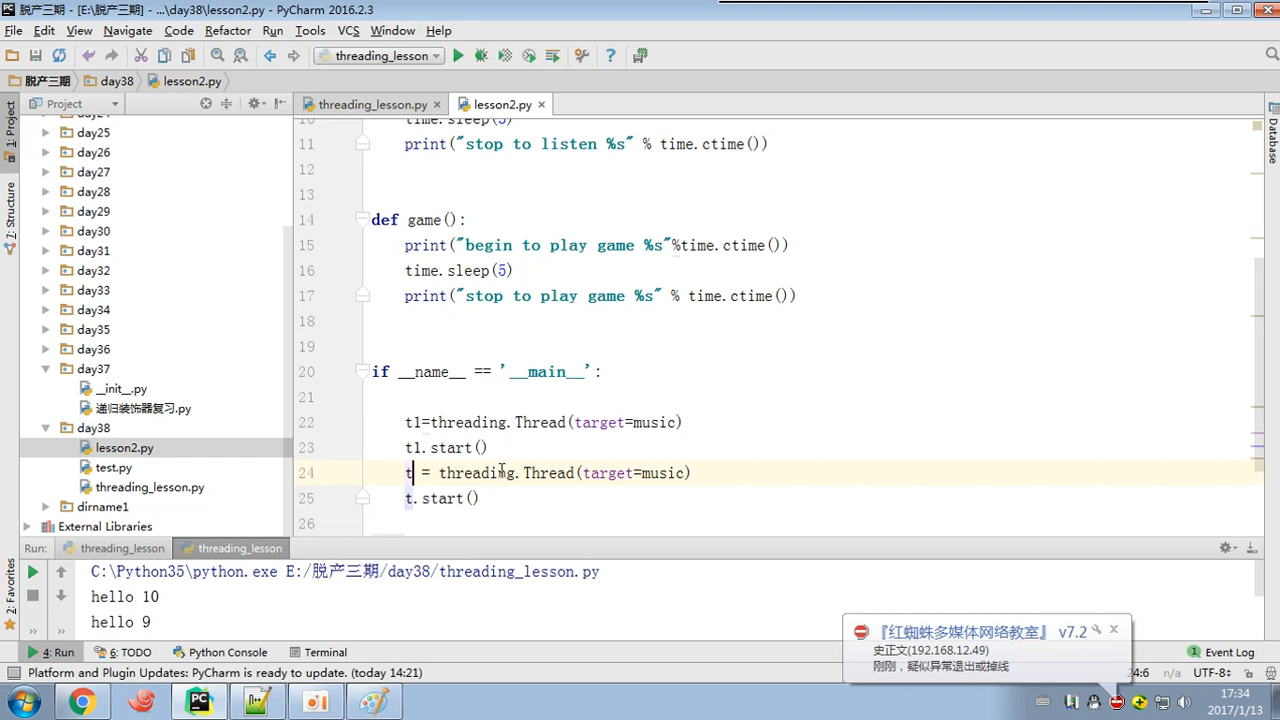 脱产三期 - [E:\脱产三期] - ...\day38\lesson2.py - PyCharm 2016.2.3
File Edit View Navigate Code Refactor Run Tools VCS Window Help
threading_lesson
脱产三期 day38 lesson2.py
Project
threading_lesson.py lesson2.py
1: Project
7: Structure
2: Favorites
Database
day25
day26
day27
day28
day29
day30
day31
day32
day33
day34
day35
day36
day37
__init__.py
递归装饰器复习.py
day38
lesson2.py
test.py
threading_lesson.py
dirname1
External Libraries
10 time.sleep(3)
11 print("stop to listen %s" % time.ctime())
12
13
14 def game():
15 print("begin to play game %s"%time.ctime())
16 time.sleep(5)
17 print("stop to play game %s" % time.ctime())
18
19
20 if __name__ == '__main__':
21
22 t1=threading.Thread(target=music)
23 t1.start()
24 t = threading.Thread(target=music)
25 t.start()
26
Run: threading_lesson threading_lesson
C:\Python35\python.exe E:/脱产三期/day38/threading_lesson.py
hello 10
hello 9
『红蜘蛛多媒体网络教室』 v7.2
史正文(192.168.12.49)
刚刚，疑似异常退出或掉线
4: Run 6: TODO Python Console Terminal 1 Event Log
Platform and Plugin Updates: PyCharm is ready to update. (today 14:21) 24:6 n/a UTF-8
17:34
2017/1/13